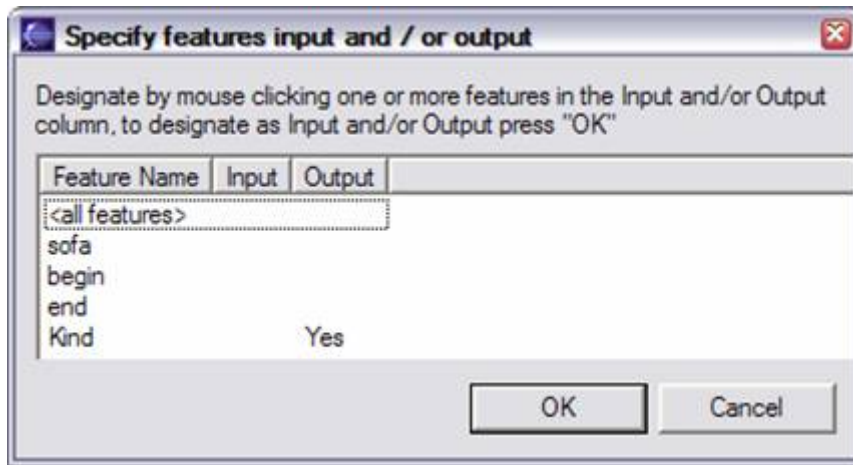 Specify features input and / or output
Designate by mouse clicking one or more features in the Input and/or Output
column, to designate as Input and/or Output press "OK"
Feature Name Input Output
<all features>
sofa
begin
end
Kind Yes
OK Cancel